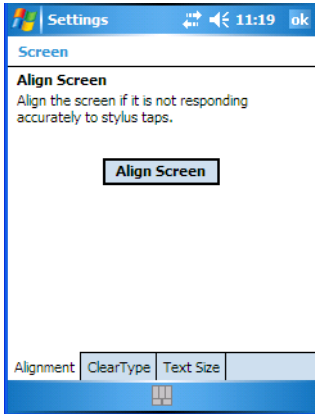 Settings 11:19 ok
Screen
Align Screen
Align the screen if it is not responding
accurately to stylus taps.
Align Screen
Alignment ClearType Text Size